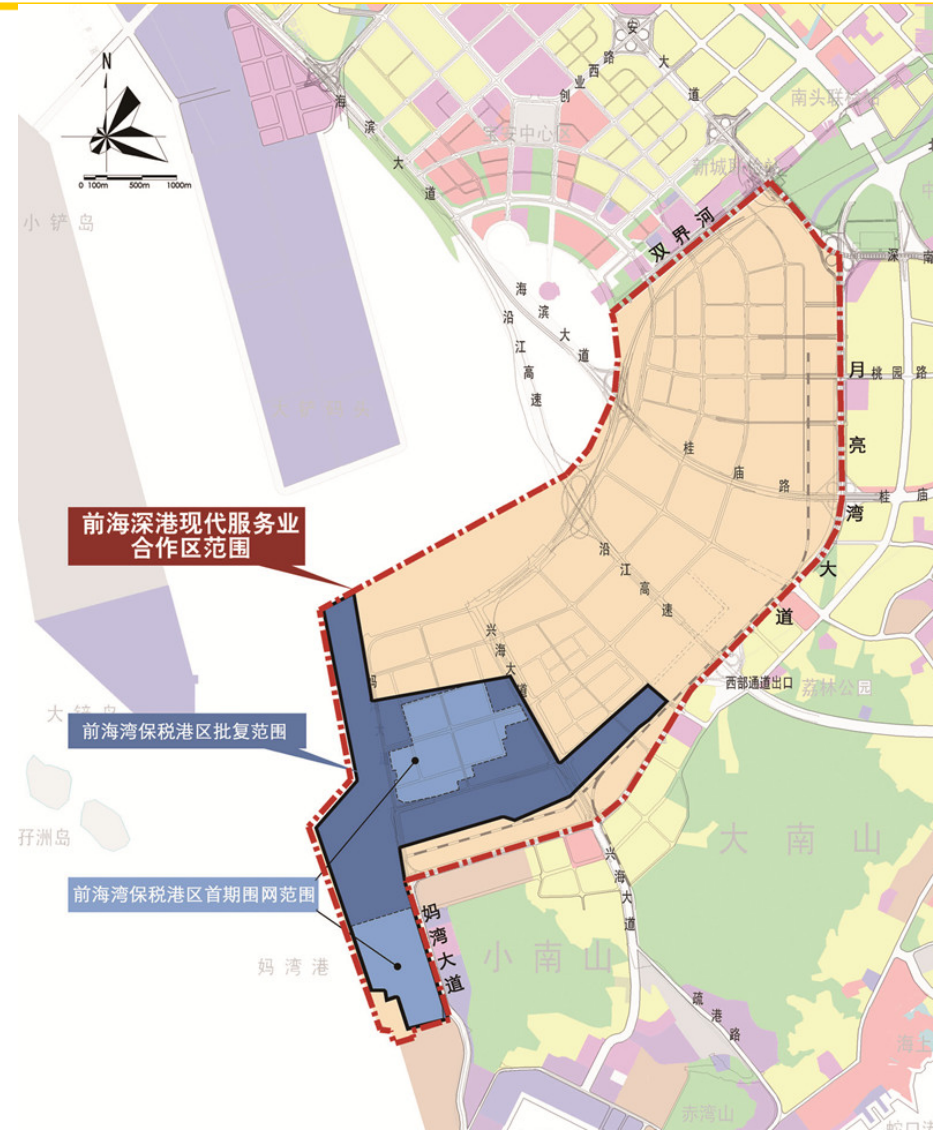 N
0 100m 500m 1000m
小铲岛
海滨大道
创业西路
宝安大道
宝安中心区
南头联检站
新城联检站
双界河
深南
海滨大道
沿江高速
月亮湾大道
桃园路
桂庙路
桂庙
前海深港现代服务业
合作区范围
沿江高速
兴海大道
妈
西部通道出口
荔林公园
大铲岛
前海湾保税港区批复范围
孖洲岛
大南山
前海湾保税港区首期围网范围
兴海大道
妈湾大道
小南山
妈湾港
疏港路
海上
赤湾山
蛇口港